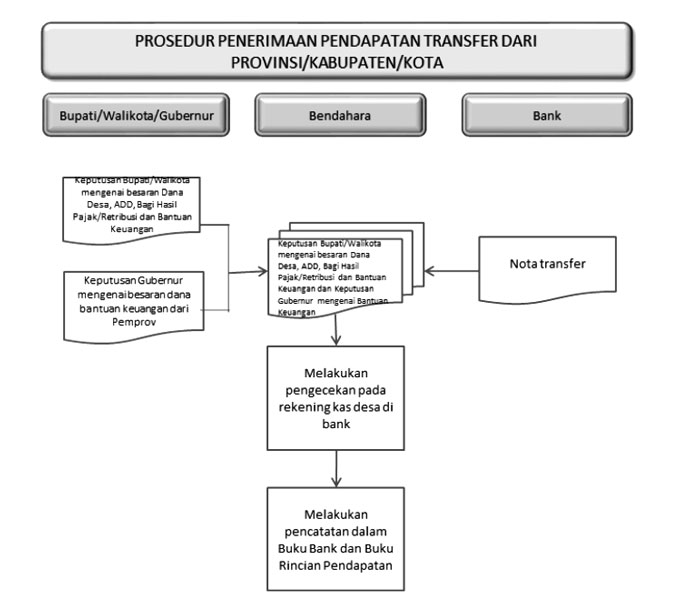 PROSEDUR PENERIMAAN PENDAPATAN TRANSFER DARI
PROVINSI/KABUPATEN/KOTA
Bupati/Walikota/Gubernur
Bendahara
Bank
Keputusan Bupati/Walikota
mengenai besaran Dana
Desa, ADD, Bagi Hasil
Pajak/Retribusi dan Bantuan
Keuangan
Keputusan Gubernur
mengenai besaran dana
bantuan keuangan dari
Pemprov
Keputusan Bupati/Walikota
mengenai besaran Dana
Desa, ADD, Bagi Hasil
Pajak/Retribusi dan Bantuan
Keuangan dan Keputusan
Gubernur mengenai Bantuan
Keuangan
Nota transfer
Melakukan
pengecekan pada
rekening kas desa di
bank
Melakukan
pencatatan dalam
Buku Bank dan Buku
Rincian Pendapatan